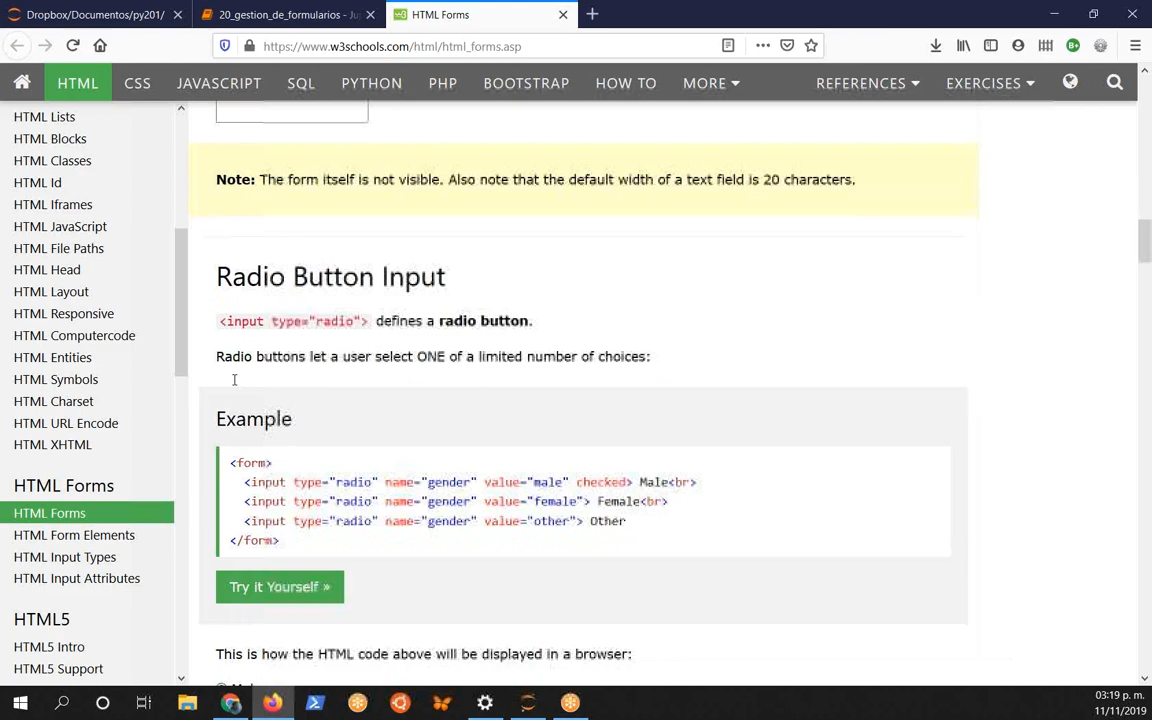 Dropbox/Documentos/py201/
20_gestion_de_formularios - Ju
HTML Forms
https://www.w3schools.com/html/html_forms.asp
HTML
CSS
JAVASCRIPT
SQL
PYTHON
PHP
BOOTSTRAP
HOW TO
MORE
REFERENCES
EXERCISES
HTML Lists
HTML Blocks
HTML Classes
HTML Id
HTML Iframes
HTML JavaScript
HTML File Paths
HTML Head
HTML Layout
HTML Responsive
HTML Computercode
HTML Entities
HTML Symbols
HTML Charset
HTML URL Encode
HTML XHTML
HTML Forms
HTML Forms
HTML Form Elements
HTML Input Types
HTML Input Attributes
HTML5
HTML5 Intro
HTML5 Support
Note: The form itself is not visible. Also note that the default width of a text field is 20 characters.
Radio Button Input
<input type="radio"> defines a radio button.
Radio buttons let a user select ONE of a limited number of choices:
Example
<form>
<input type="radio" name="gender" value="male" checked> Male<br>
<input type="radio" name="gender" value="female"> Female<br>
<input type="radio" name="gender" value="other"> Other
</form>
Try it Yourself »
This is how the HTML code above will be displayed in a browser:
03:19 p. m.
11/11/2019